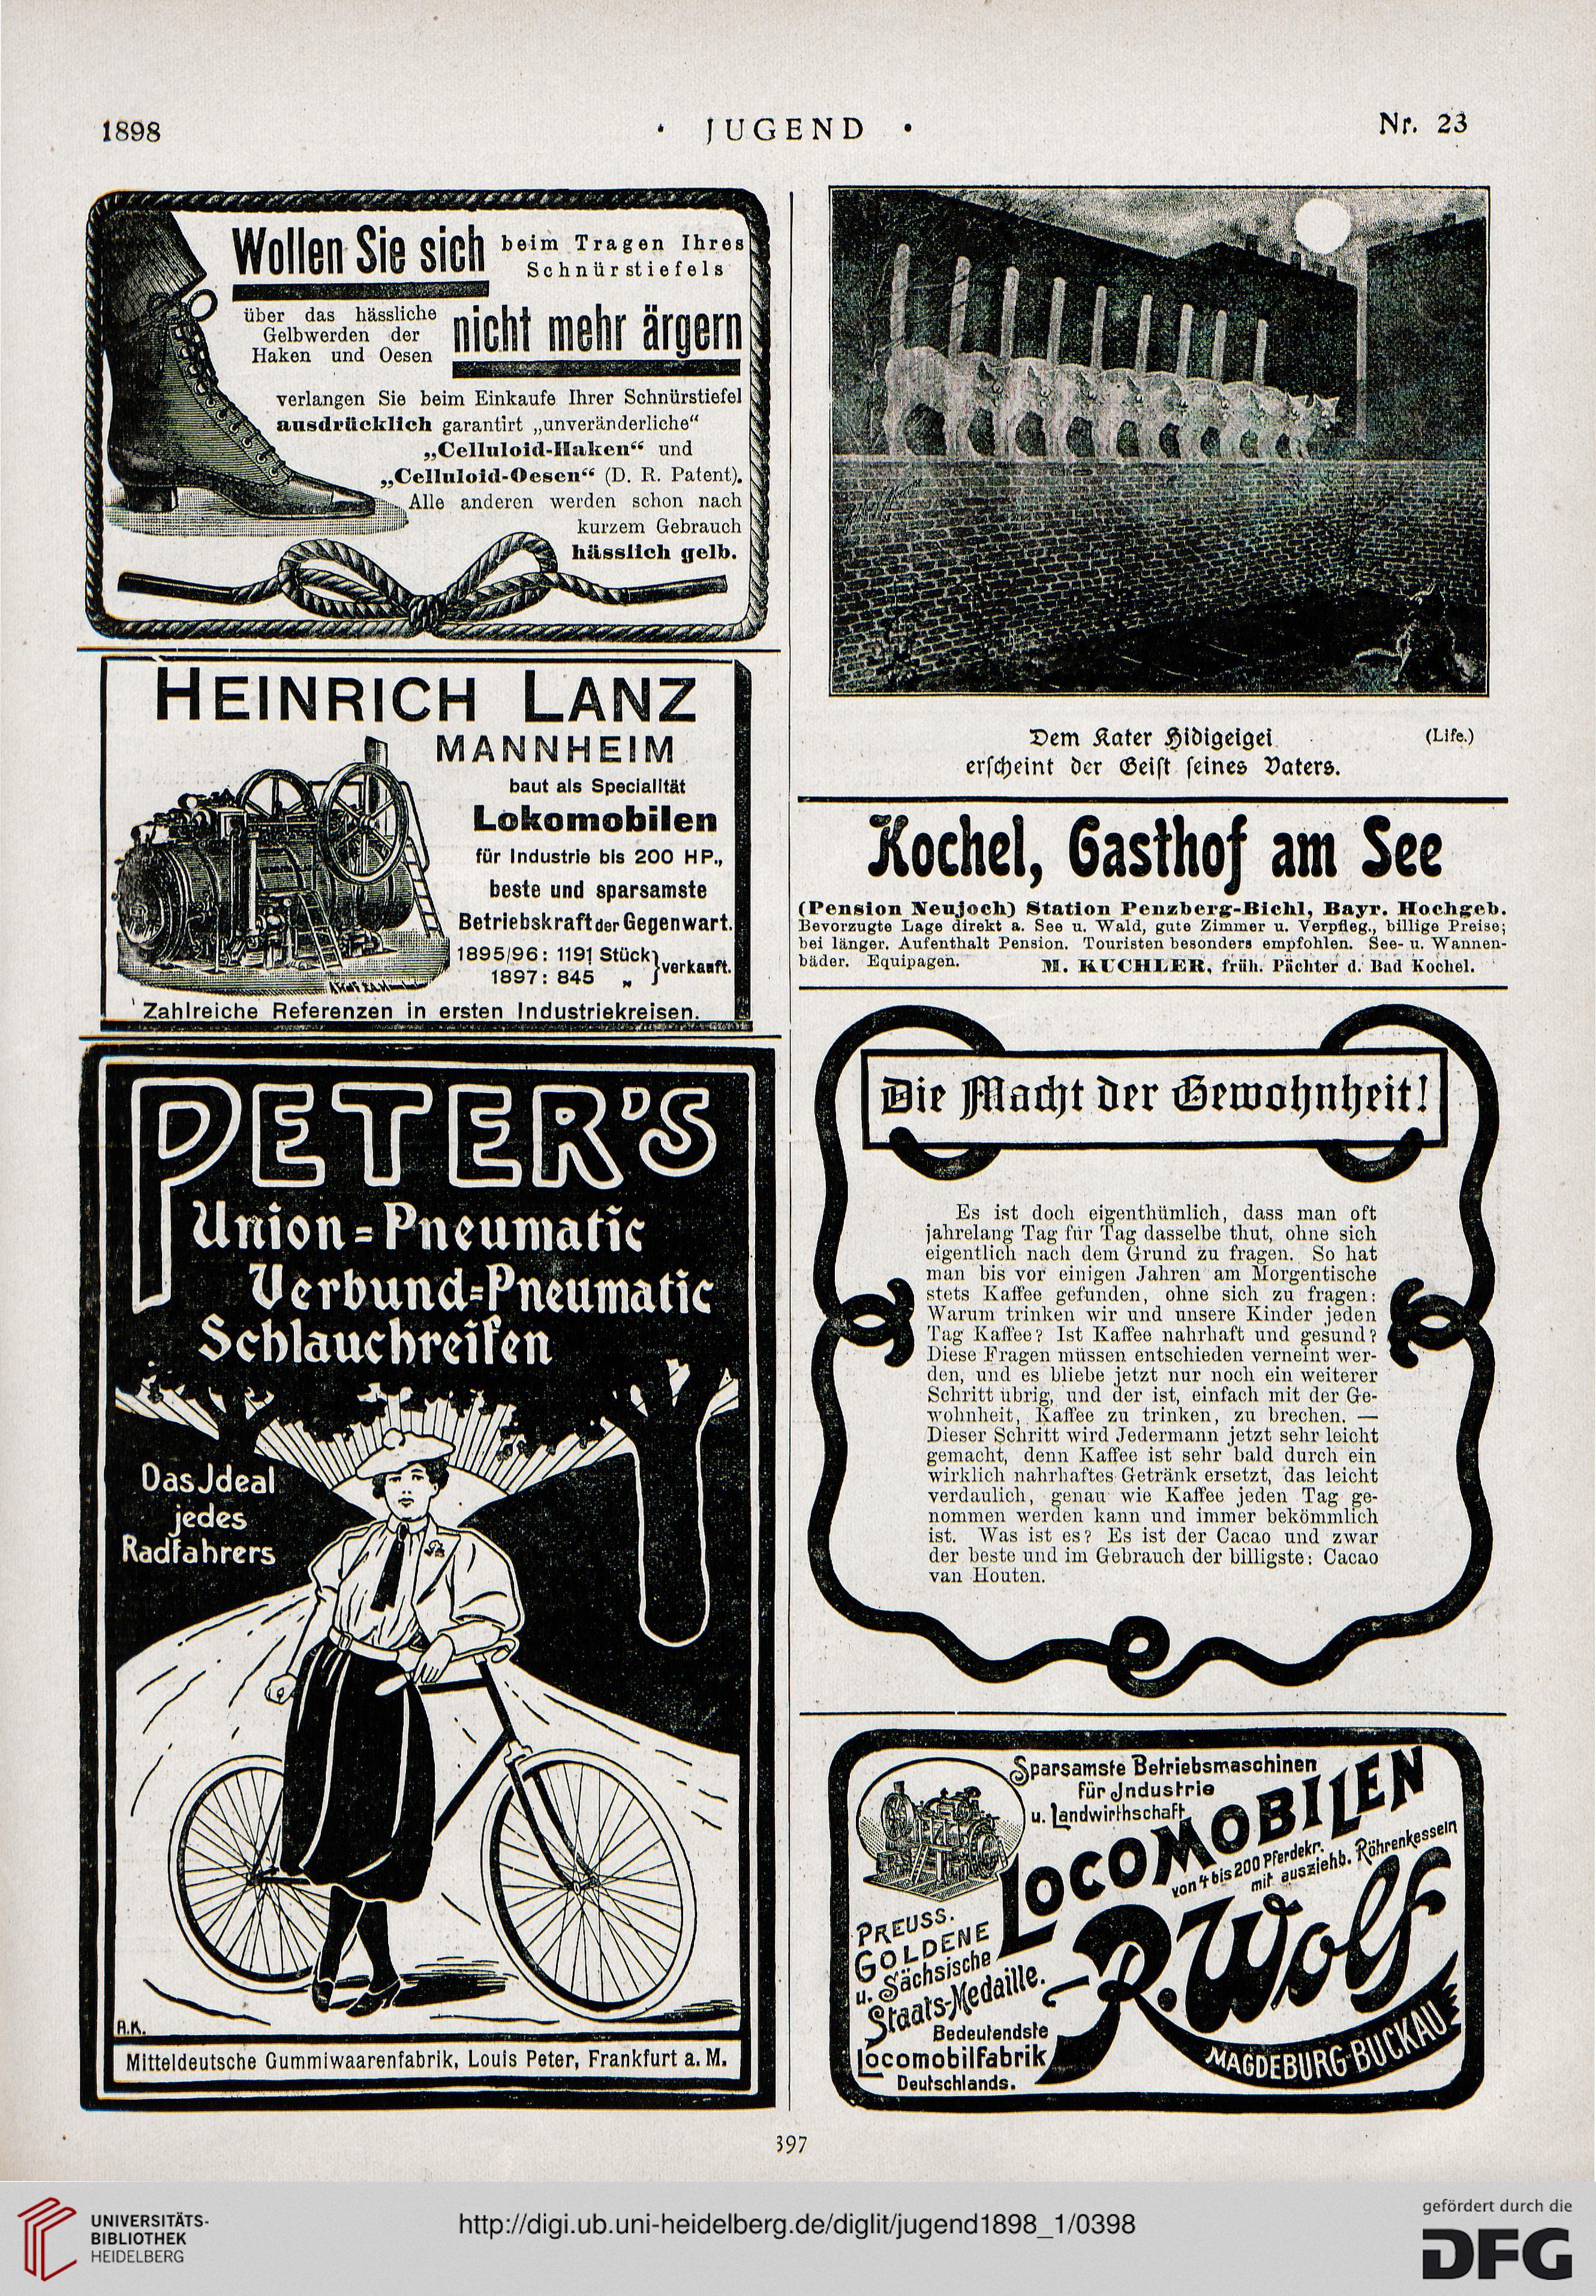 1898
· JUGEND ·
Nr. 23
Wollen Sie sich
beim Tragen Ihres
Schnürstiefels
über das hässliche
Gelbwerden der
Haken und Oesen
nicht mehr ärgern
verlangen Sie beim Einkaufe Ihrer Schnürstiefel
ausdrücklich garantirt „unveränderliche“
„Celluloid-Haken“ und
„Celluloid-Oesen“ (D. R. Patent).
Alle anderen werden schon nach
kurzem Gebrauch
hässlich gelb.
HEINRICH LANZ
MANNHEIM
baut als Specialität
Lokomobilen
für Industrie bis 200 HP.,
beste und sparsamste
Betriebskraft der Gegenwart.
1895/96: 1191 Stück
1897: 845 „
} verkauft.
Zahlreiche Referenzen in ersten Industriekreisen.
PETER'S
Union=Pneumatic
Verbund=Pneumatic
Schlauchreifen
Das Jdeal
jedes
Radfahrers
A.K.
Mitteldeutsche Gummiwaarenfabrik, Louis Peter, Frankfurt a. M.
Dem Kater Hidigeigei
(Life.)
erscheint der Geist seines Vaters.
Kochel, Gasthof am See
(Pension Neujoch) Station Penzberg-Bichl, Bayr. Hochgeb.
Bevorzugte Lage direkt a. See u. Wald, gute Zimmer u. Verpfleg., billige Preise;
bei länger. Aufenthalt Pension. Touristen besonders empfohlen. See- u. Wannen-
bäder. Equipagen. M. KUCHLER, früh. Pächter d. Bad Kochel.
Die Macht der Gewohnheit!
Es ist doch eigenthümlich, dass man oft
jahrelang Tag für Tag dasselbe thut, ohne sich
eigentlich nach dem Grund zu fragen. So hat
man bis vor einigen Jahren am Morgentische
stets Kaffee gefunden, ohne sich zu fragen:
Warum trinken wir und unsere Kinder jeden
Tag Kaffee? Ist Kaffee nahrhaft und gesund?
Diese Fragen müssen entschieden verneint wer-
den, und es bliebe jetzt nur noch ein weiterer
Schritt übrig, und der ist, einfach mit der Ge-
wohnheit, Kaffee zu trinken, zu brechen. —
Dieser Schritt wird Jedermann jetzt sehr leicht
gemacht, denn Kaffee ist sehr bald durch ein
wirklich nahrhaftes Getränk ersetzt, das leicht
verdaulich, genau wie Kaffee jeden Tag ge-
nommen werden kann und immer bekömmlich
ist. Was ist es? Es ist der Cacao und zwar
der beste und im Gebrauch der billigste: Cacao
van Houten.
Sparsamste Betriebsmaschinen
für Jndustrie
u. Landwirthschaft
LOCOMOBILEN
von 4 bis 200 Pferdekr.
mit ausziehb. Röhrenkesseln
PREUSS.
GOLDENE
u. Sächsische
Staats-Medaille.
R. Wolf
MAGDEBURG-BUCKAU
Bedeutendste
Locomobilfabrik
Deutschlands.
397
UNIVERSITÄTS-
BIBLIOTHEK
HEIDELBERG
http://digi.ub.uni-heidelberg.de/diglit/jugend1898_1/0398
gefördert durch die
DFG